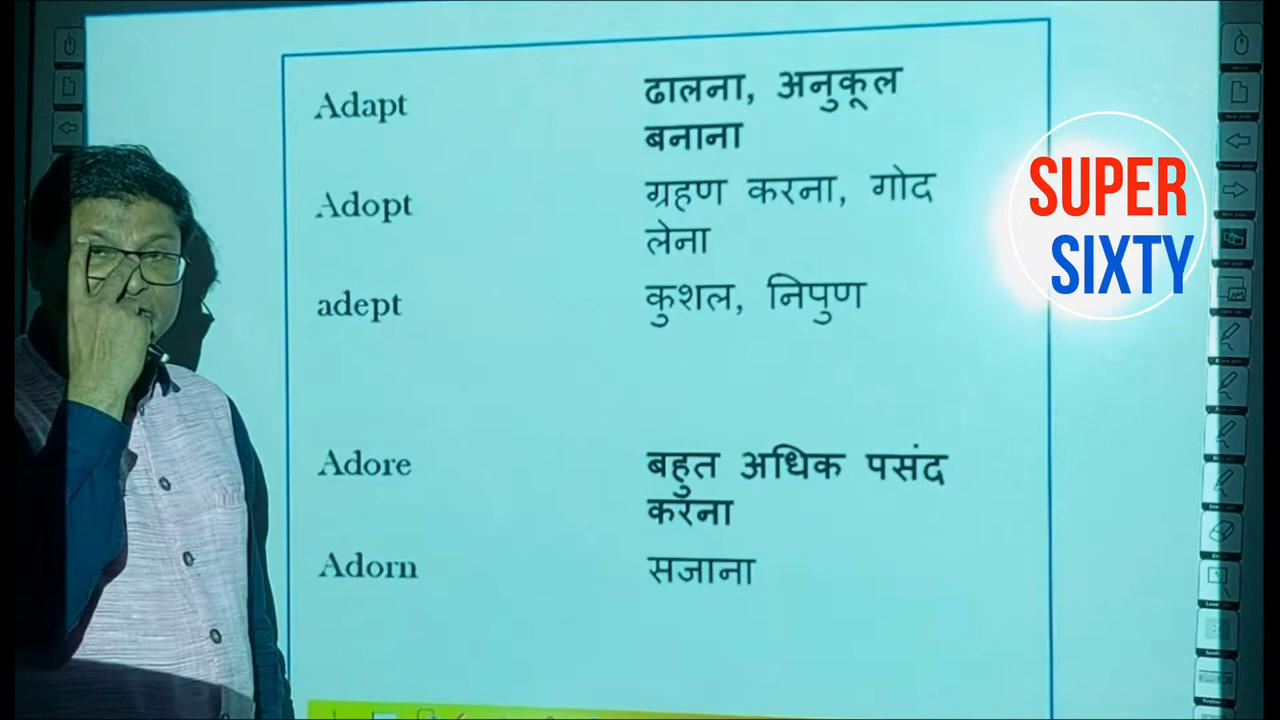 Adapt ढालना, अनुकूल
बनाना
Adopt ग्रहण करना, गोद
लेना
adept कुशल, निपुण
Adore बहुत अधिक पसंद
करना
Adorn सजाना
SUPER
SIXTY